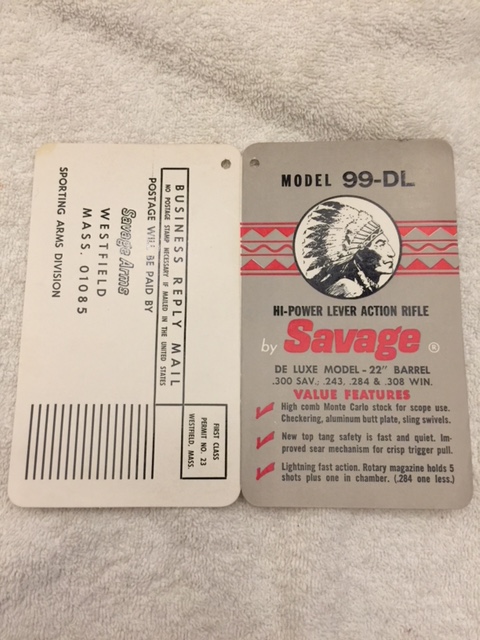 BUSINESS REPLY MAIL
NO POSTAGE STAMP NECESSARY IF MAILED IN THE UNITED STATES
POSTAGE WILL BE PAID BY
Savage Arms
WESTFIELD
MASS. 01085
SPORTING ARMS DIVISION
FIRST CLASS
PERMIT NO. 23
WESTFIELD, MASS.
MODEL 99-DL
HI-POWER LEVER ACTION RIFLE
by Savage ®
DE LUXE MODEL - 22" BARREL
.300 SAV.; .243, .284 & .308 WIN.
VALUE FEATURES
High comb Monte Carlo stock for scope use.
Checkering, aluminum butt plate, sling swivels.
New top tang safety is fast and quiet. Im-
proved sear mechanism for crisp trigger pull.
Lightning fast action. Rotary magazine holds 5
shots plus one in chamber. (.284 one less.)